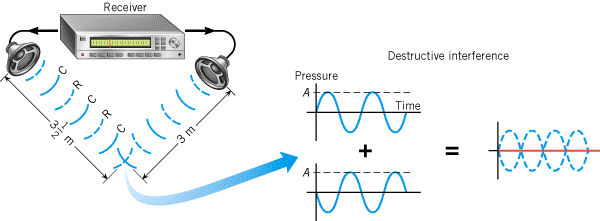 Receiver
C
R
C
R
C
3 1/2 m
3 m
Destructive interference
Pressure
A
Time
+
=
A